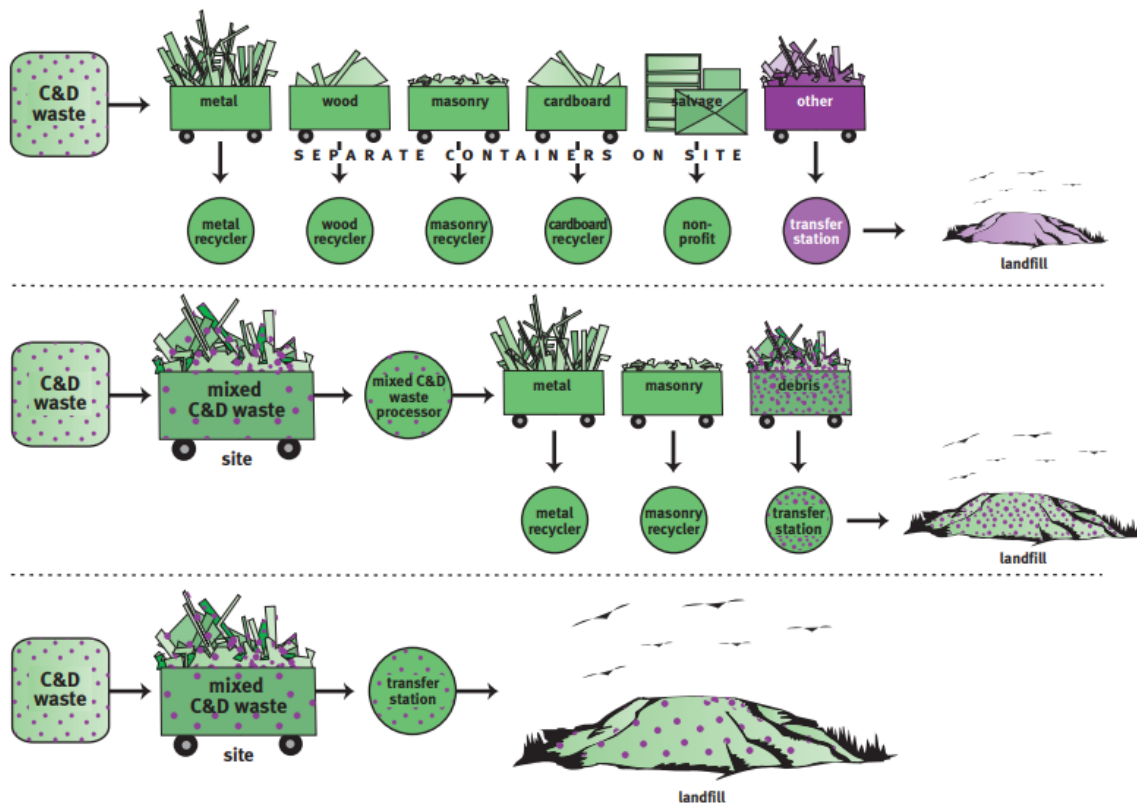 C&D
waste
metal
wood
masonry
cardboard
salvage
other
SEPARATE CONTAINERS ON SITE
metal
recycler
wood
recycler
masonry
recycler
cardboard
recycler
non-
profit
transfer
station
landfill
C&D
waste
mixed
C&D waste
site
mixed C&D
waste
processor
metal
masonry
debris
metal
recycler
masonry
recycler
transfer
station
landfill
C&D
waste
mixed
C&D waste
site
transfer
station
landfill